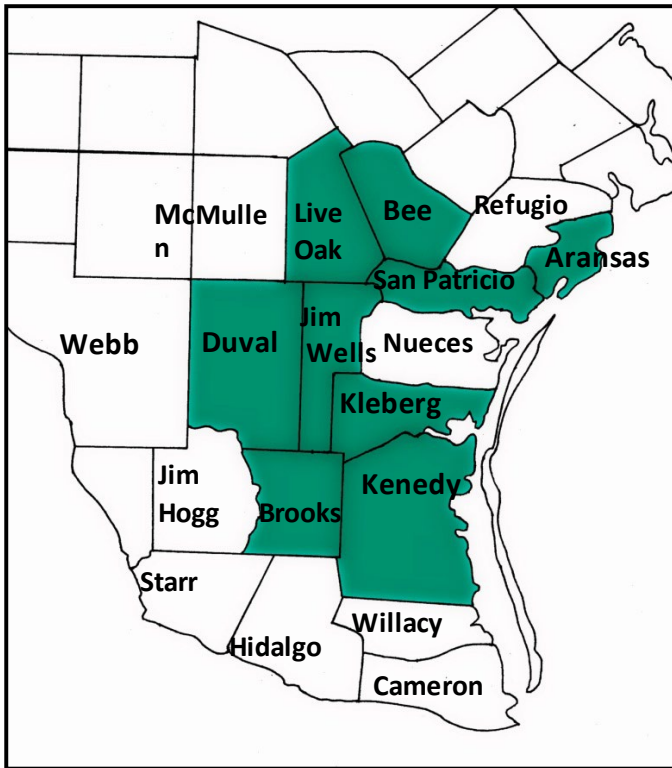 McMulle
n
Live
Oak
Bee
Refugio
Aransas
San Patricio
Webb
Duval
Jim
Wells
Nueces
Kleberg
Jim
Hogg
Brooks
Kenedy
Starr
Hidalgo
Willacy
Cameron